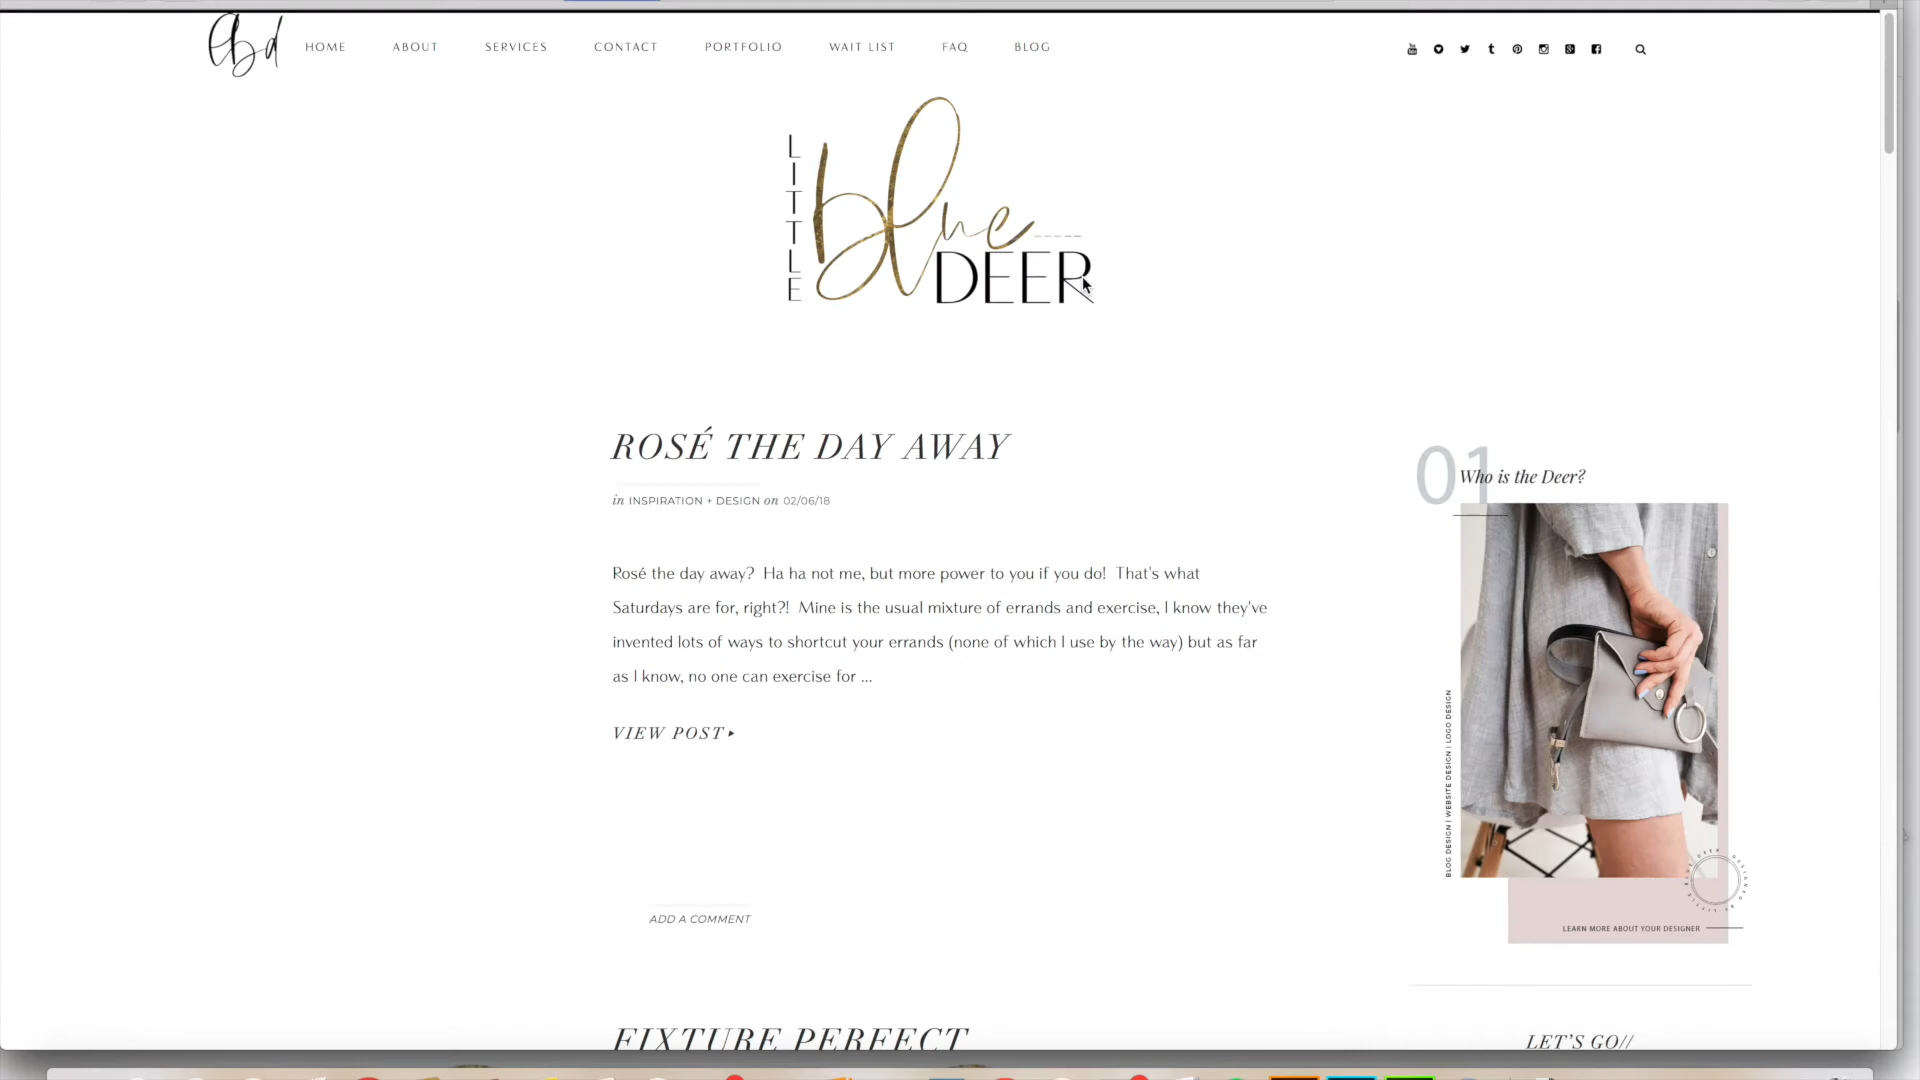 lbd
HOME ABOUT SERVICES CONTACT PORTFOLIO WAIT LIST FAQ BLOG
LITTLE
blue
DEER
ROSÉ THE DAY AWAY
in INSPIRATION + DESIGN on 02/06/18
Rosé the day away?  Ha ha not me, but more power to you if you do!  That's what
Saturdays are for, right?!  Mine is the usual mixture of errands and exercise, I know they've
invented lots of ways to shortcut your errands (none of which I use by the way) but as far
as I know, no one can exercise for ...
VIEW POST
ADD A COMMENT
FIXTURE PERFECT
01
Who is the Deer?
BLOG DESIGN | WEBSITE DESIGN | LOGO DESIGN
LEARN MORE ABOUT YOUR DESIGNER
LET'S GO//